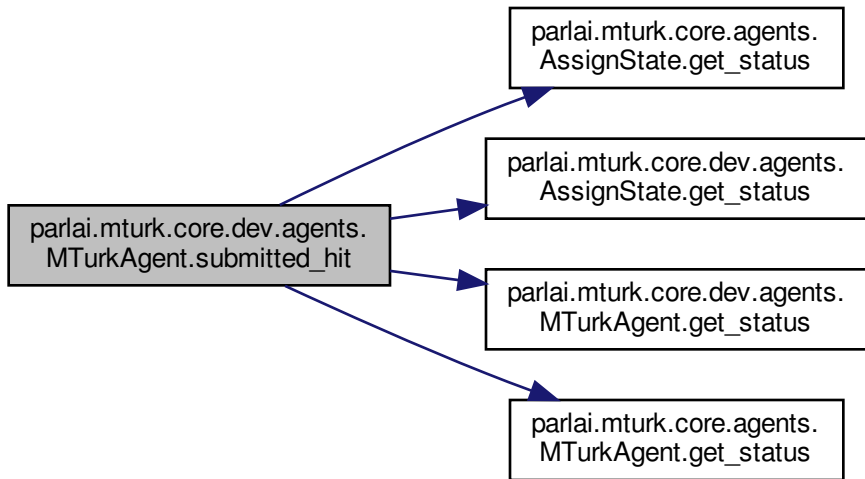 parlai.mturk.core.agents.
AssignState.get_status
parlai.mturk.core.dev.agents.
AssignState.get_status
parlai.mturk.core.dev.agents.
MTurkAgent.submitted_hit
parlai.mturk.core.dev.agents.
MTurkAgent.get_status
parlai.mturk.core.agents.
MTurkAgent.get_status